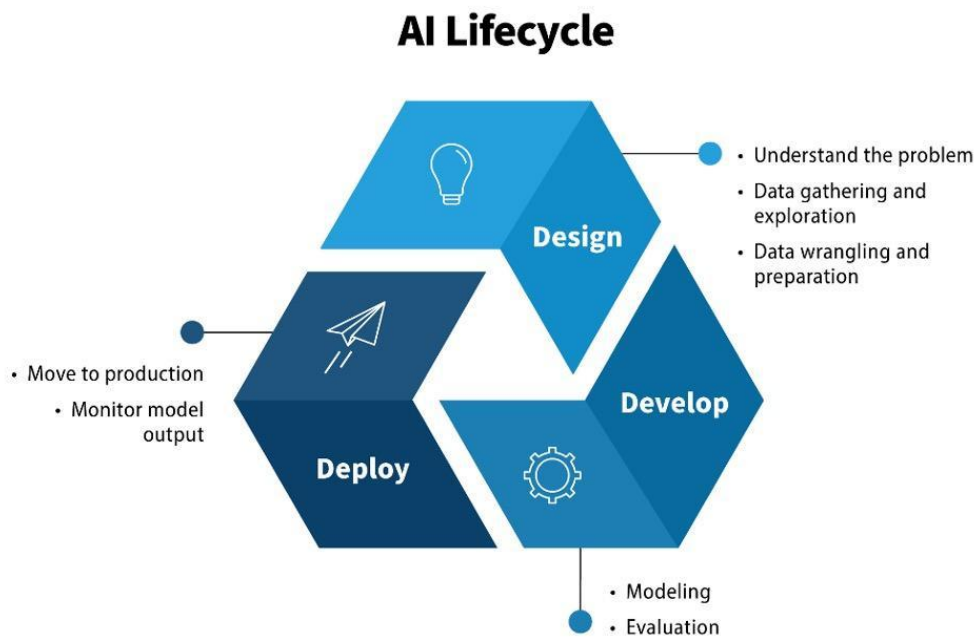 AI Lifecycle
Design
• Understand the problem
• Data gathering and
exploration
• Data wrangling and
preparation
Develop
• Modeling
• Evaluation
Deploy
• Move to production
• Monitor model
output